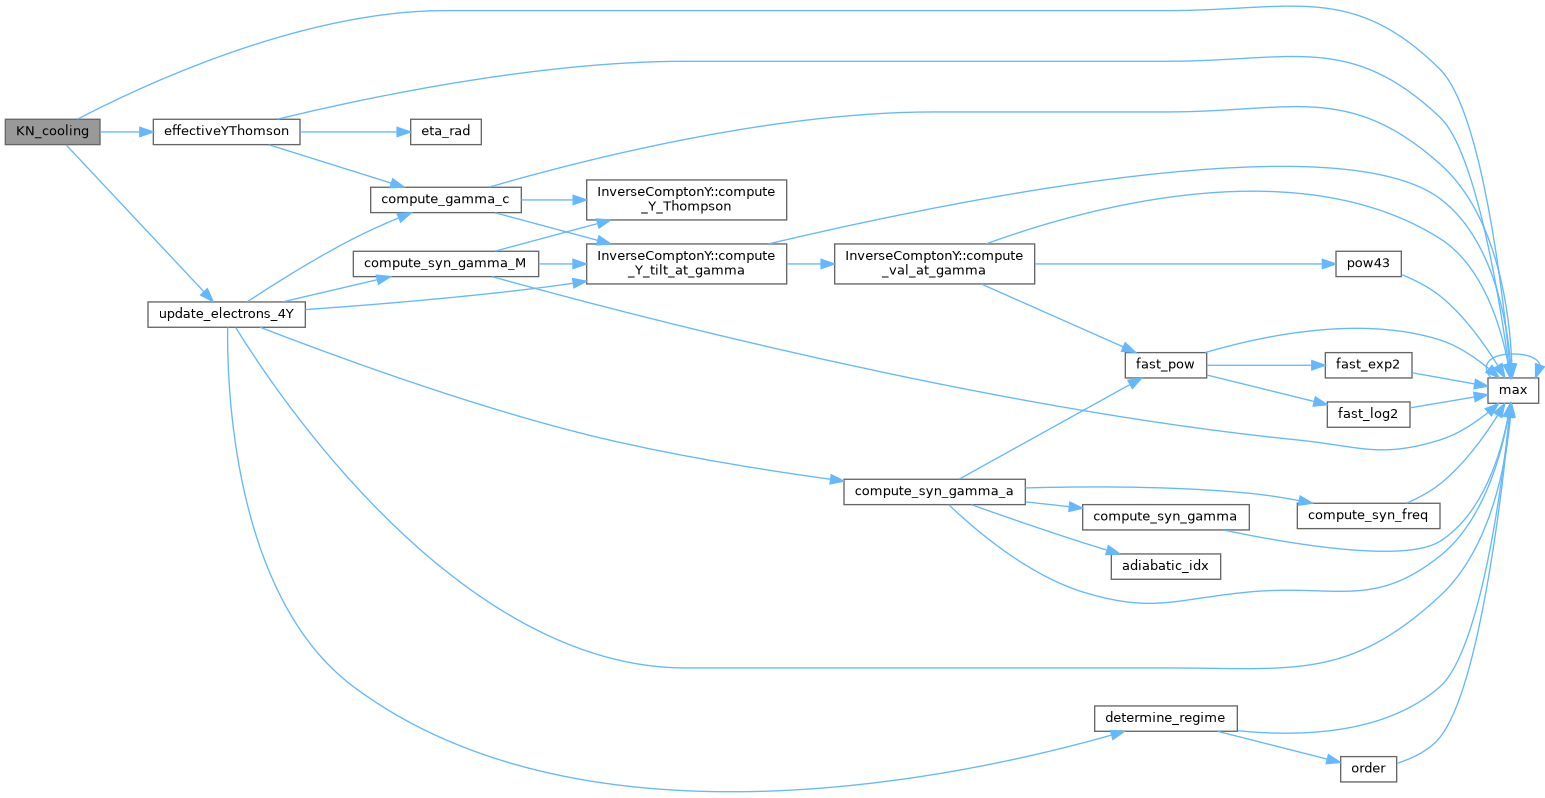 KN_cooling
effectiveYThomson
eta_rad
compute_gamma_c
InverseComptonY::compute
_Y_Thompson
compute_syn_gamma_M
InverseComptonY::compute
_Y_tilt_at_gamma
InverseComptonY::compute
_val_at_gamma
pow43
update_electrons_4Y
fast_pow
fast_exp2
max
fast_log2
compute_syn_gamma_a
compute_syn_gamma
compute_syn_freq
adiabatic_idx
determine_regime
order